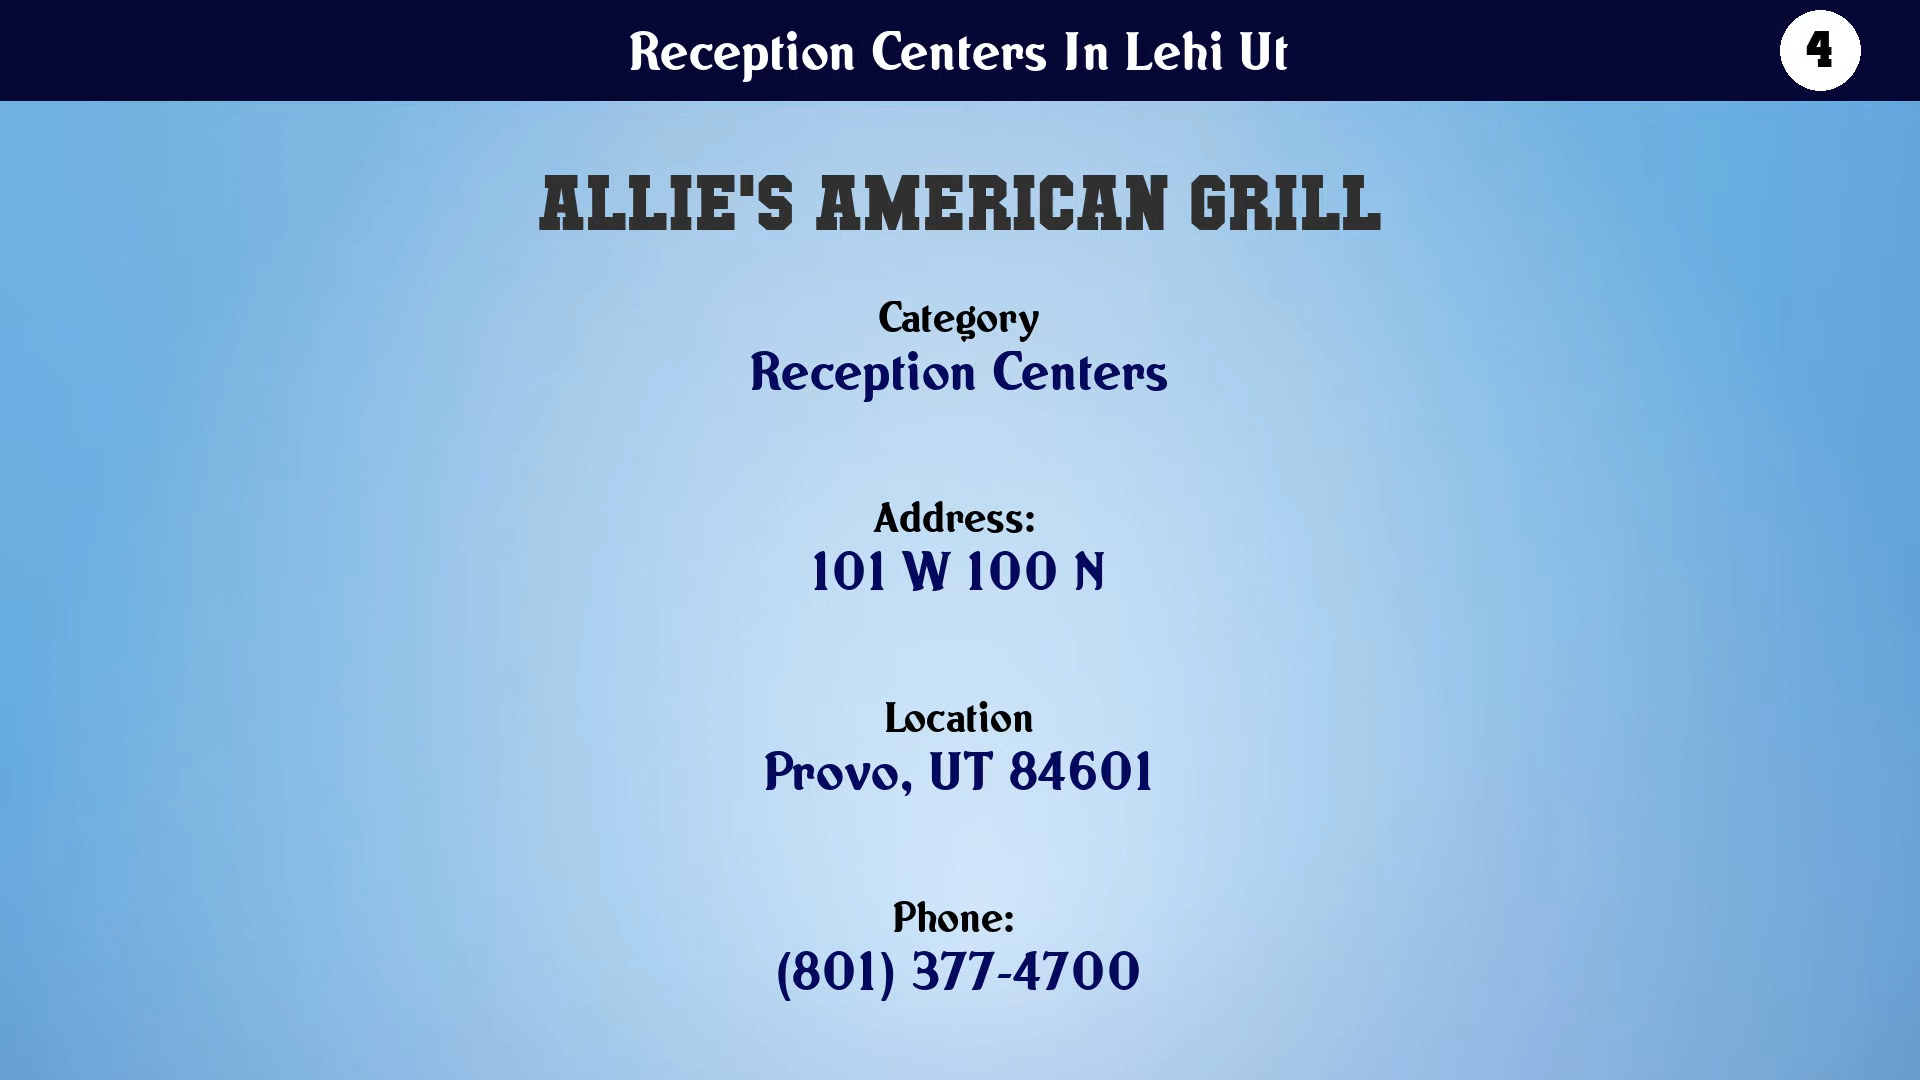 Reception Centers In Lehi Ut
4
ALLIE'S AMERICAN GRILL
Category
Reception Centers
Address:
101 W 100 N
Location
Provo, UT 84601
Phone:
(801) 377-4700